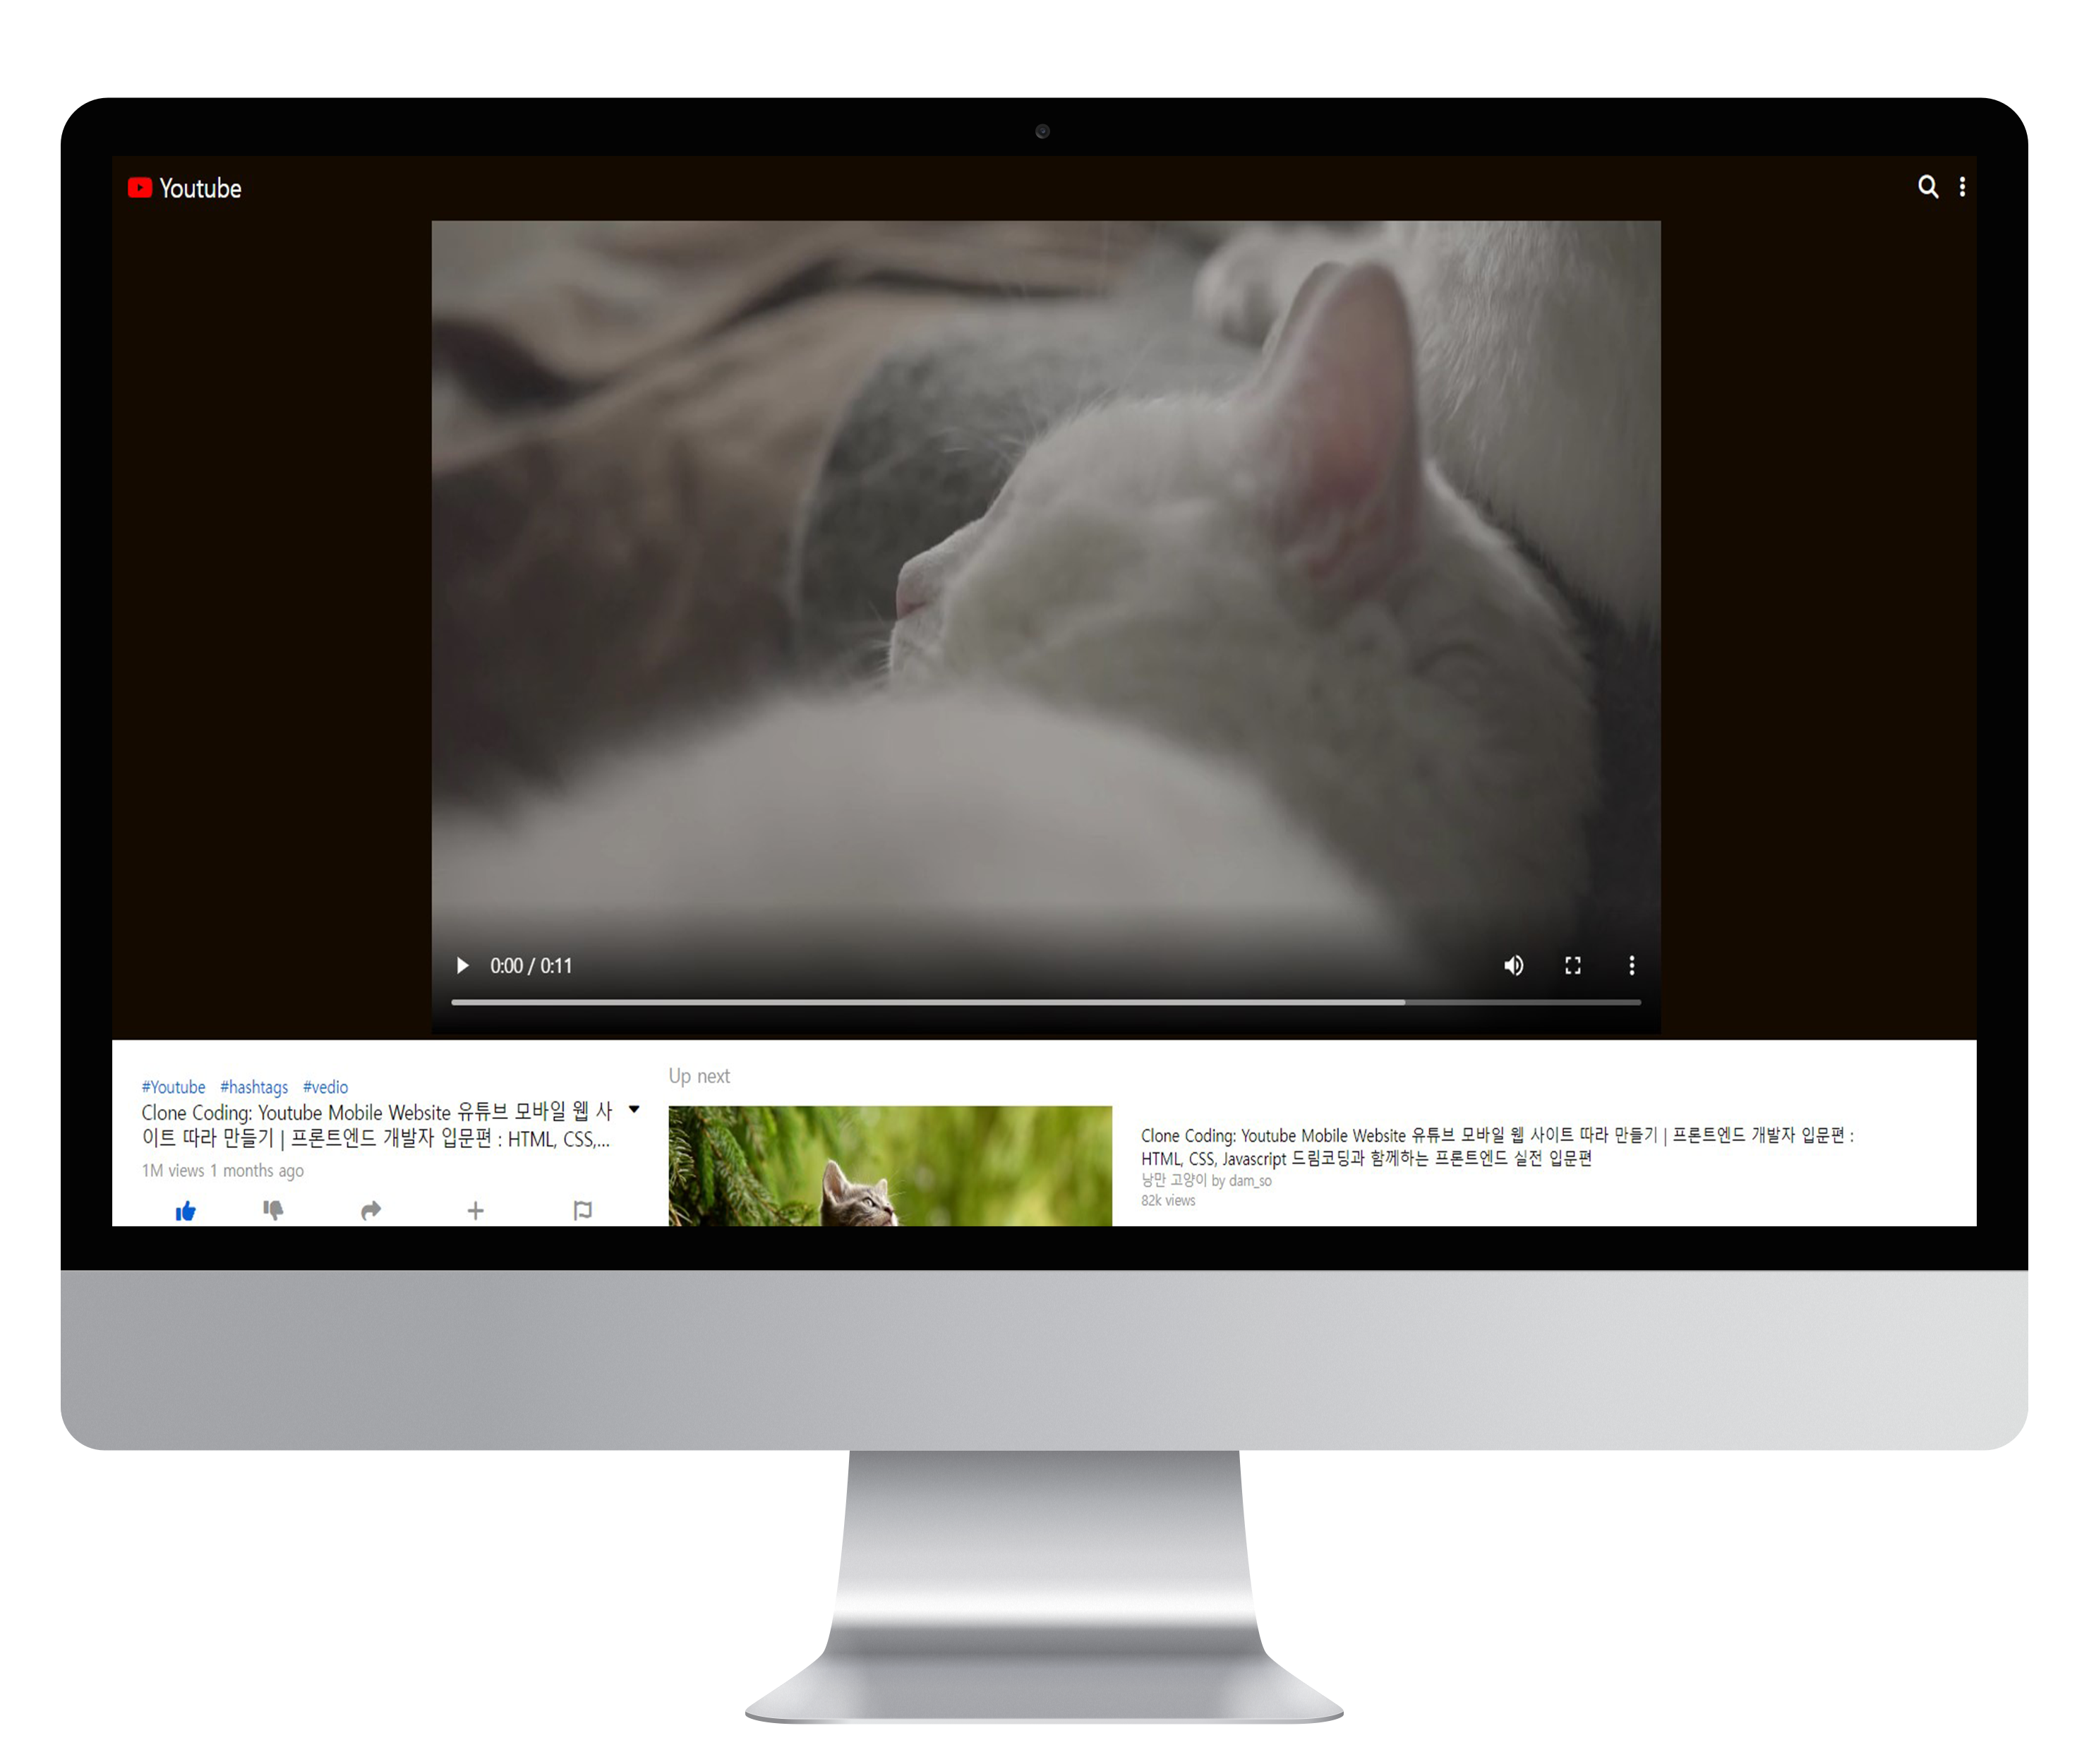 Youtube
0:00 / 0:11
#Youtube #hashtags #vedio
Clone Coding: Youtube Mobile Website 유튜브 모바일 웹 사
이트 따라 만들기 | 프론트엔드 개발자 입문편 : HTML, CSS,...
1M views 1 months ago
Up next
Clone Coding: Youtube Mobile Website 유튜브 모바일 웹 사이트 따라 만들기 | 프론트엔드 개발자 입문편 :
HTML, CSS, Javascript 드림코딩과 함께하는 프론트엔드 실전 입문편
낭만 고양이 by dam_so
82k views